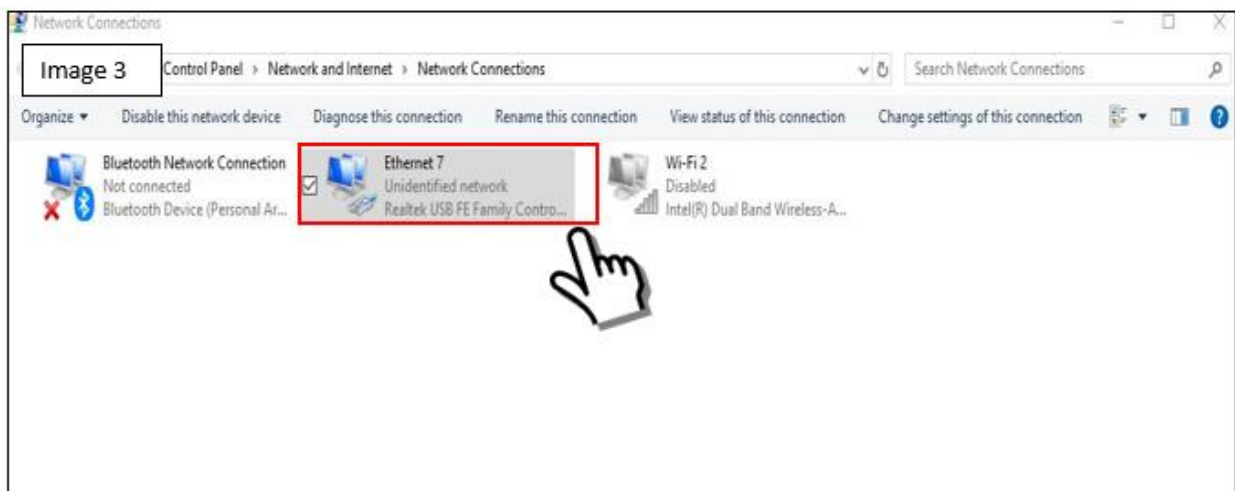 Network Connections
Image 3
Control Panel > Network and Internet > Network Connections
Search Network Connections
Organize Disable this network device Diagnose this connection Rename this connection View status of this connection Change settings of this connection
Bluetooth Network Connection
Not connected
Bluetooth Device (Personal Ar...
Ethernet 7
Unidentified network
Realtek USB FE Family Contro...
Wi-Fi 2
Disabled
Intel(R) Dual Band Wireless-A...